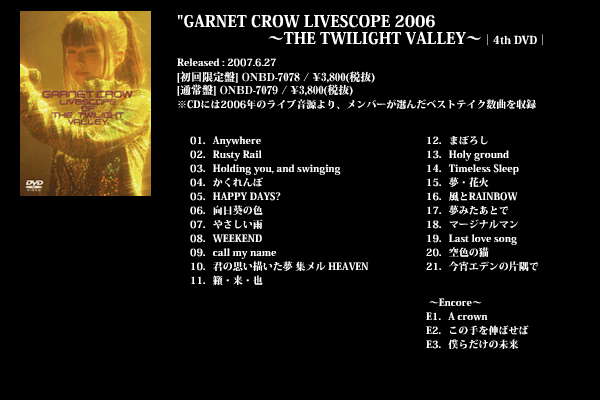 GARNET CROW
LIVESCOPE
OF
THE TWILIGHT
VALLEY
DVD
"GARNET CROW LIVESCOPE 2006
～THE TWILIGHT VALLEY～｜4th DVD｜
Released : 2007.6.27
[初回限定盤] ONBD-7078 / ¥3,800(税抜)
[通常盤] ONBD-7079 / ¥3,800(税抜)
※CDには2006年のライブ音源より、メンバーが選んだベストテイク数曲を収録
01. Anywhere
02. Rusty Rail
03. Holding you, and swinging
04. かくれんぼ
05. HAPPY DAYS?
06. 向日葵の色
07. やさしい雨
08. WEEKEND
09. call my name
10. 君の思い描いた夢 集メル HEAVEN
11. 籟・来・也
12. まぼろし
13. Holy ground
14. Timeless Sleep
15. 夢・花火
16. 風とRAINBOW
17. 夢みたあとで
18. マージナルマン
19. Last love song
20. 空色の猫
21. 今宵エデンの片隅で
～Encore～
E1. A crown
E2. この手を伸ばせば
E3. 僕らだけの未来